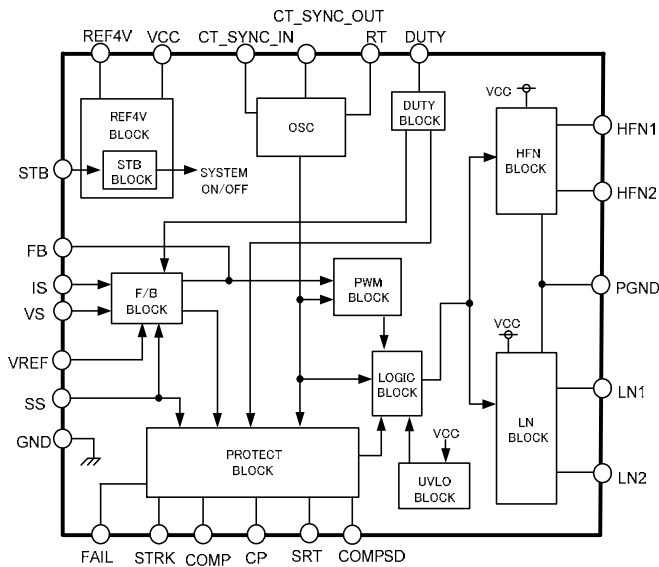 CT_SYNC_OUT
REF4V VCC CT_SYNC_IN RT DUTY
REF4V
BLOCK
STB
BLOCK
SYSTEM
ON/OFF
OSC
DUTY
BLOCK
VCC
HFN
BLOCK
HFN1
HFN2
STB
FB
IS
VS
VREF
SS
GND
F/B
BLOCK
PWM
BLOCK
LOGIC
BLOCK
PGND
VCC
LN
BLOCK
LN1
LN2
PROTECT
BLOCK
VCC
UVLO
BLOCK
FAIL STRK COMP CP SRT COMPSD